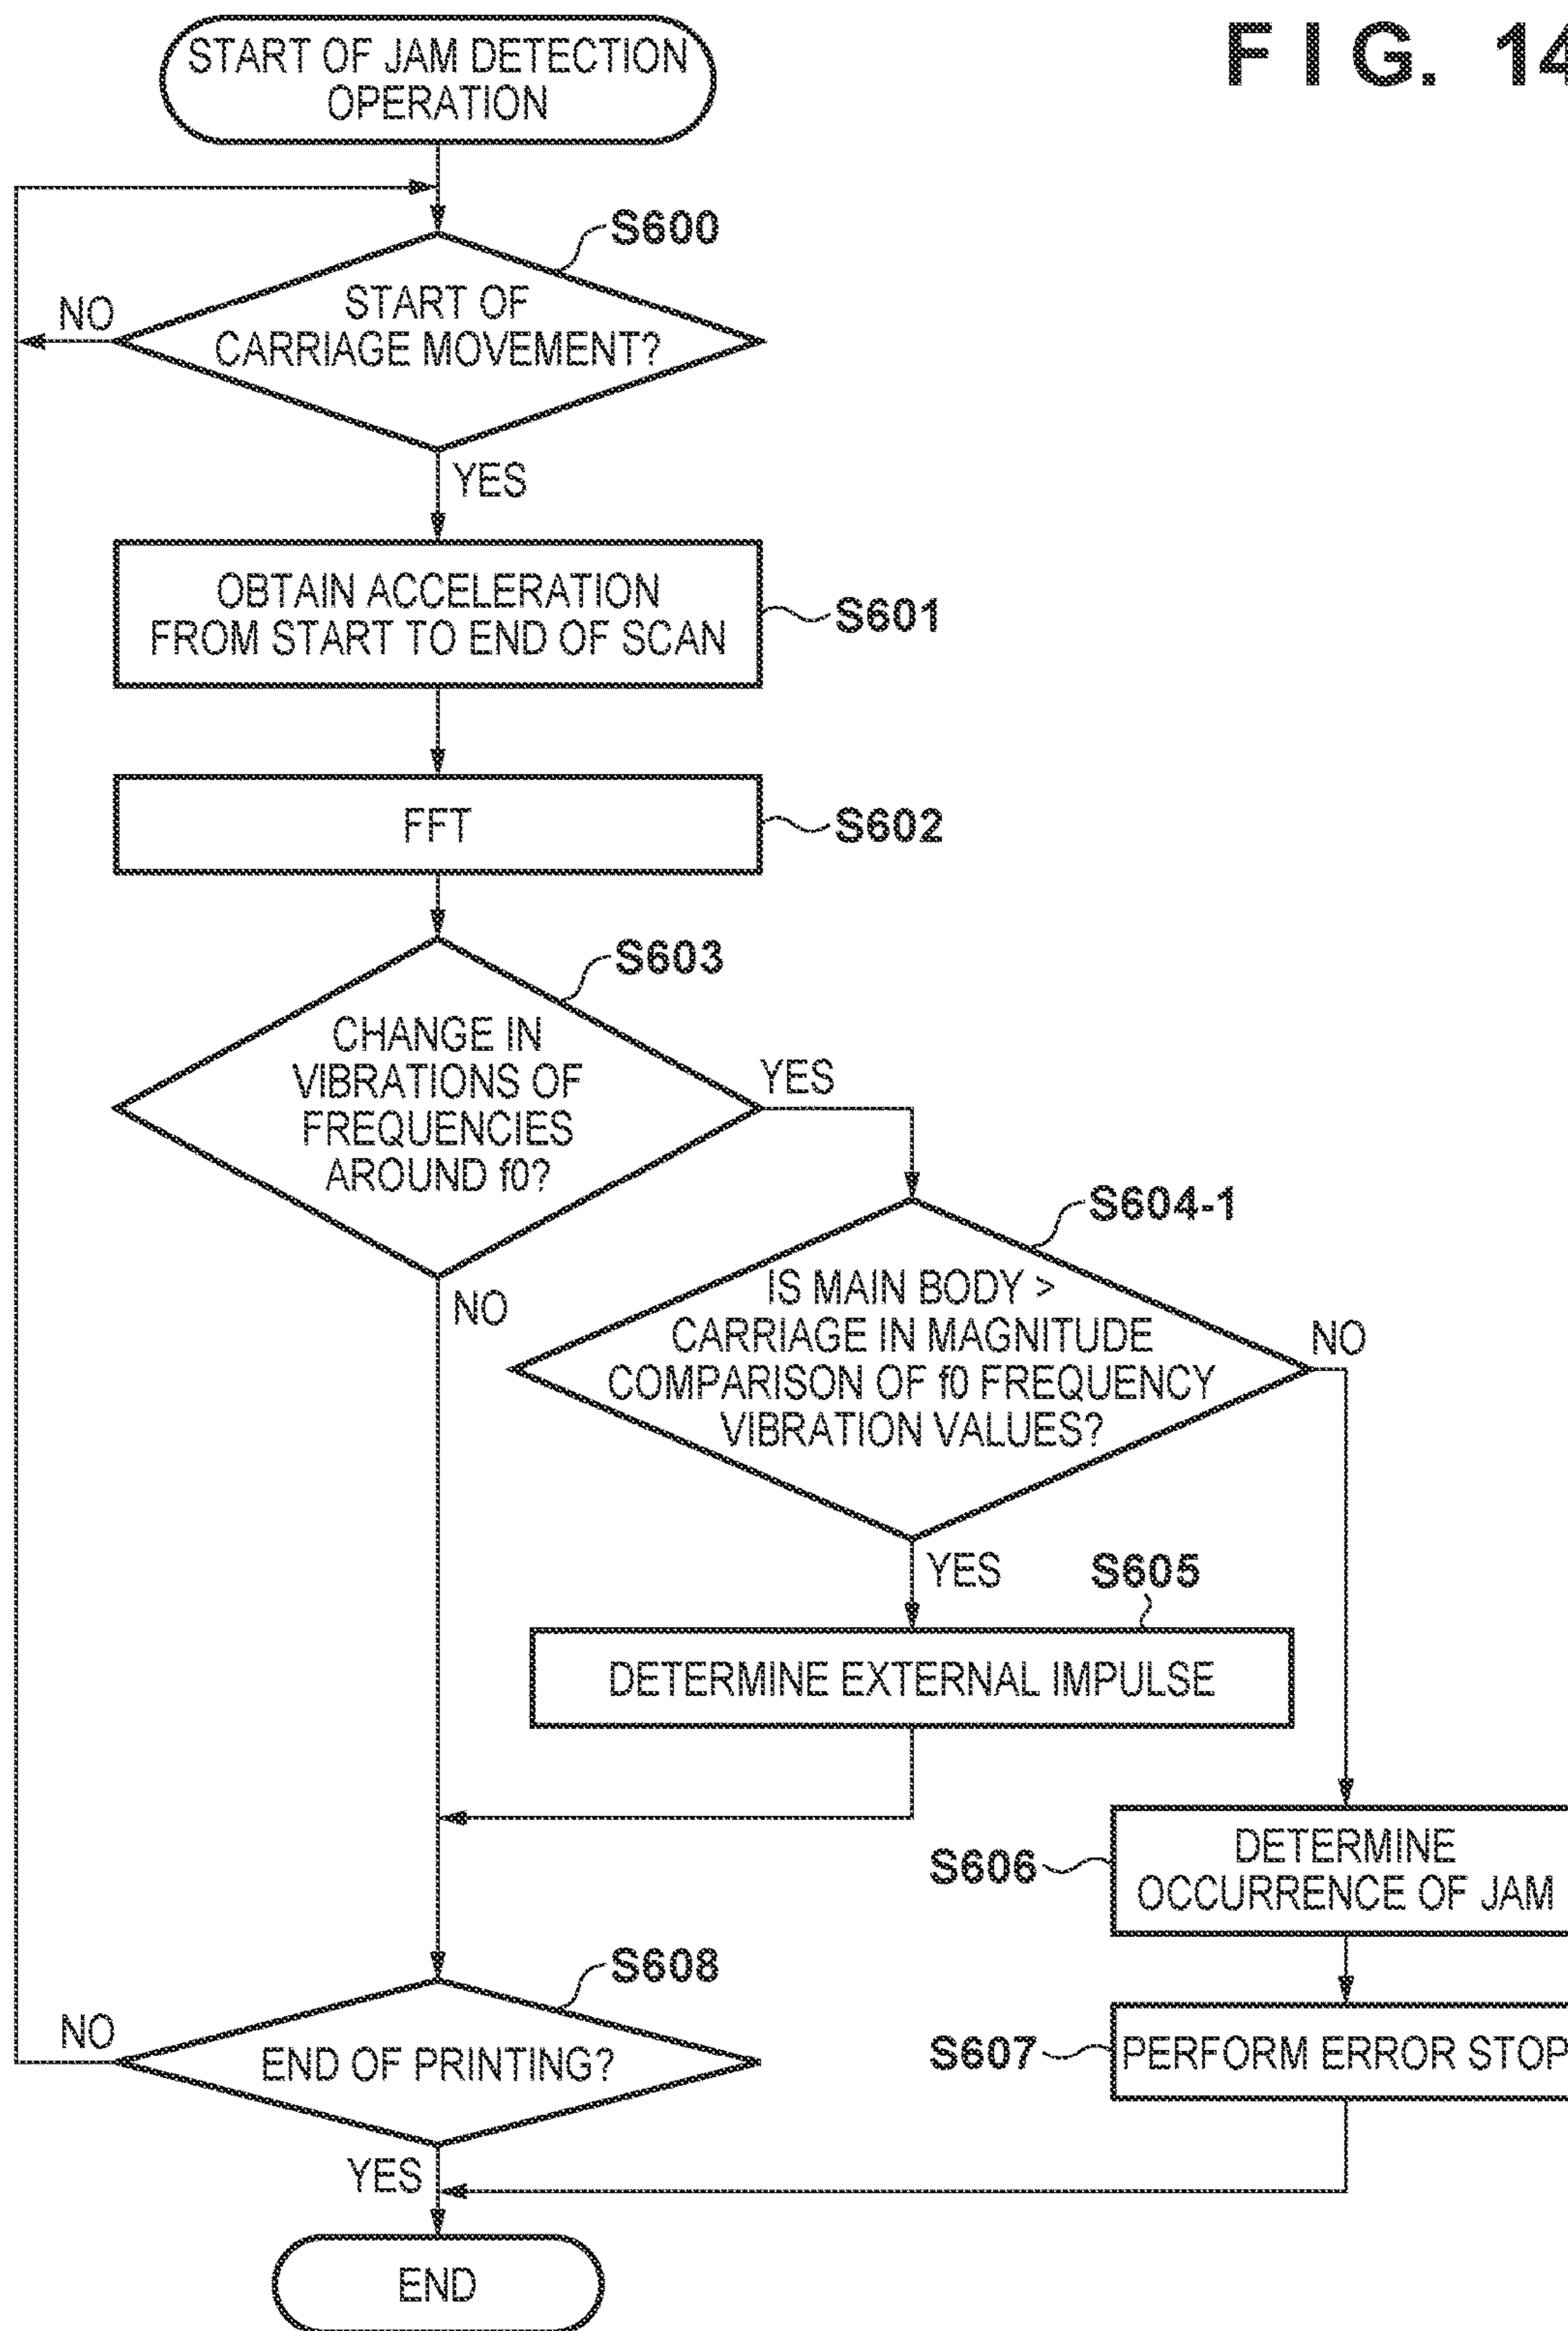 FIG. 14
START OF JAM DETECTION
OPERATION
S600
START OF
CARRIAGE MOVEMENT?
NO
YES
OBTAIN ACCELERATION
FROM START TO END OF SCAN
S601
FFT
S602
S603
CHANGE IN
VIBRATIONS OF
FREQUENCIES
AROUND f0?
YES
NO
S604-1
IS MAIN BODY >
CARRIAGE IN MAGNITUDE
COMPARISON OF f0 FREQUENCY
VIBRATION VALUES?
NO
YES
S605
DETERMINE EXTERNAL IMPULSE
S606
DETERMINE
OCCURRENCE OF JAM
S607
PERFORM ERROR STOP
S608
END OF PRINTING?
NO
YES
END